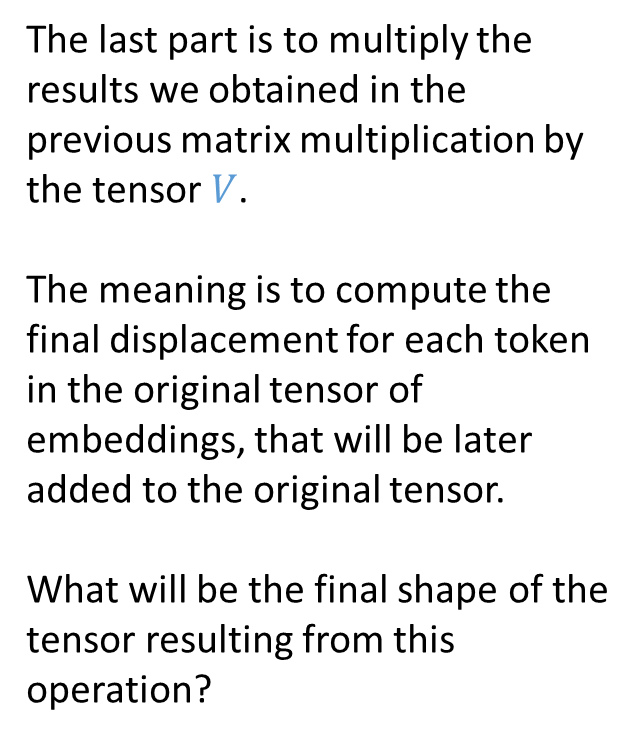 The last part is to multiply the
results we obtained in the
previous matrix multiplication by
the tensor V.
The meaning is to compute the
final displacement for each token
in the original tensor of
embeddings, that will be later
added to the original tensor.
What will be the final shape of the
tensor resulting from this
operation?